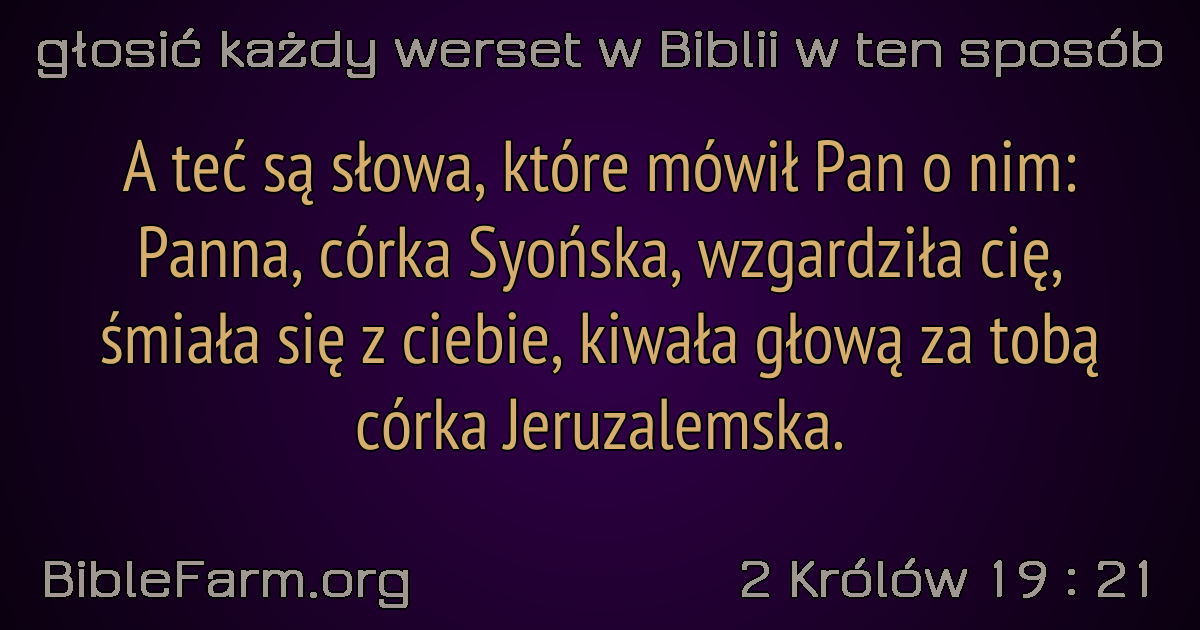 głosić każdy werset w Biblii w ten sposób
A teć są słowa, które mówił Pan o nim:
Panna, córka Syońska, wzgardziła cię,
śmiała się z ciebie, kiwała głową za tobą
córka Jeruzalemska.
BibleFarm.org
2 Królów 19 : 21